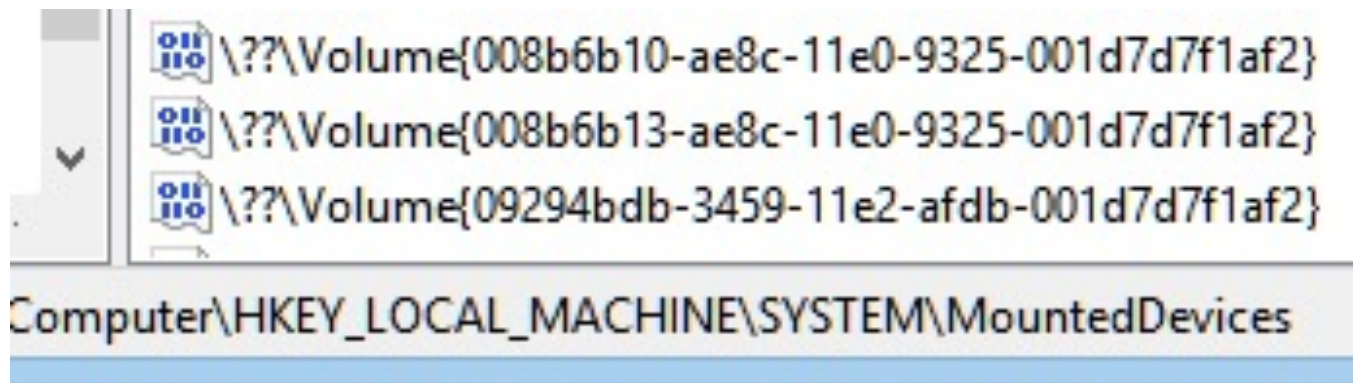 \??\Volume{008b6b10-ae8c-11e0-9325-001d7d7f1af2}
\??\Volume{008b6b13-ae8c-11e0-9325-001d7d7f1af2}
\??\Volume{09294bdb-3459-11e2-afdb-001d7d7f1af2}
Computer\HKEY_LOCAL_MACHINE\SYSTEM\MountedDevices